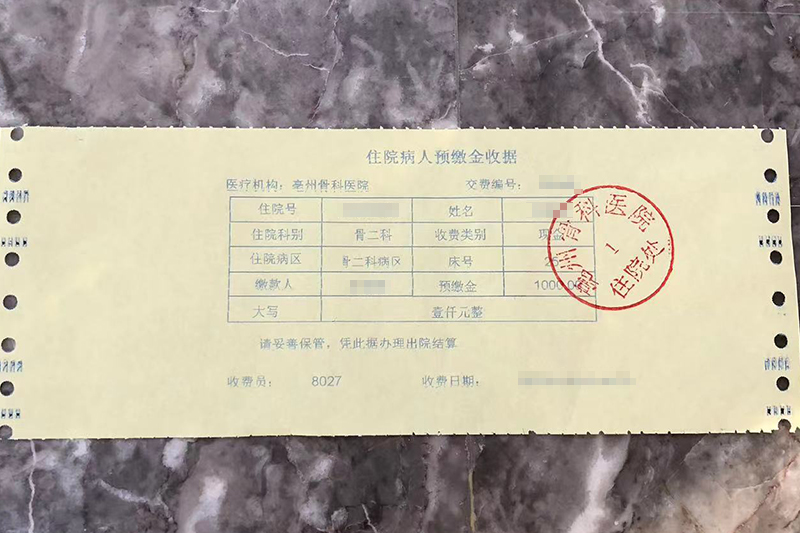 住院病人预缴金收据
医疗机构：亳州骨科医院 交费编号：
住院号 姓名
住院科别 骨二科 收费类别 现金
住院病区 骨二科病区 床号
缴款人 预缴金 1000.00
大写 壹仟元整
请妥善保管，凭此据办理出院结算
收费员： 8027 收费日期：
亳州骨科医院
1
住院处